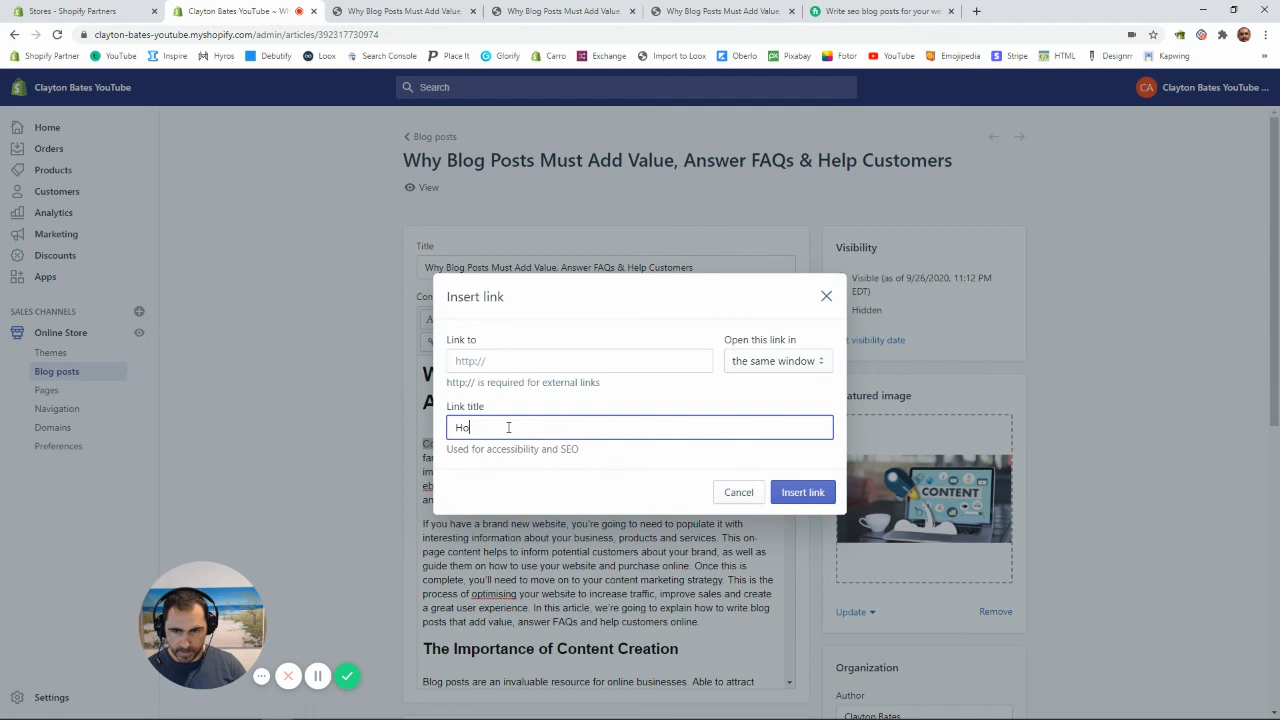 Stores - Shopify Partners
Clayton Bates YouTube ~ W
Why Blog Posts Must Add Value,
Why Blog Posts Must Add Value,
Why Blog Posts Must Add Value,
Write seo blog posts for your we
clayton-bates-youtube.myshopify.com/admin/articles/392317730974
Shopify Partner
YouTube
Inspire
Hyros
Debutify
Loox
Search Console
Place It
Glorify
Carro
Exchange
Import to Loox
Oberlo
Pixabay
Fotor
YouTube
Emojipedia
Stripe
HTML
Designrr
Kapwing
Clayton Bates YouTube
Search
CA
Clayton Bates YouTube ...
Home
Orders
Products
Customers
Analytics
Marketing
Discounts
Apps
SALES CHANNELS
Online Store
Themes
Blog posts
Pages
Navigation
Domains
Preferences
Settings
Blog posts
Why Blog Posts Must Add Value, Answer FAQs & Help Customers
View
Title
Why Blog Posts Must Add Value, Answer FAQs & Help Customers
Insert link
Link to
Open this link in
http://
the same window
http:// is required for external links
Link title
Ho
Used for accessibility and SEO
Cancel
Insert link
If you have a brand new website, you're going to need to populate it with
interesting information about your business, products and services. This on-
page content helps to inform potential customers about your brand, as well as
guide them on how to use your website and purchase online. Once this is
complete, you'll need to move on to your content marketing strategy. This is the
process of optimising your website to increase traffic, improve sales and create
a great user experience. In this article, we're going to explain how to write blog
posts that add value, answer FAQs and help customers online.
The Importance of Content Creation
Blog posts are an invaluable resource for online businesses. Able to attract
Visibility
Visible (as of 9/26/2020, 11:12 PM
EDT)
Hidden
t visibility date
atured image
CONTENT
Update
Remove
Organization
Author
Clayton Bates